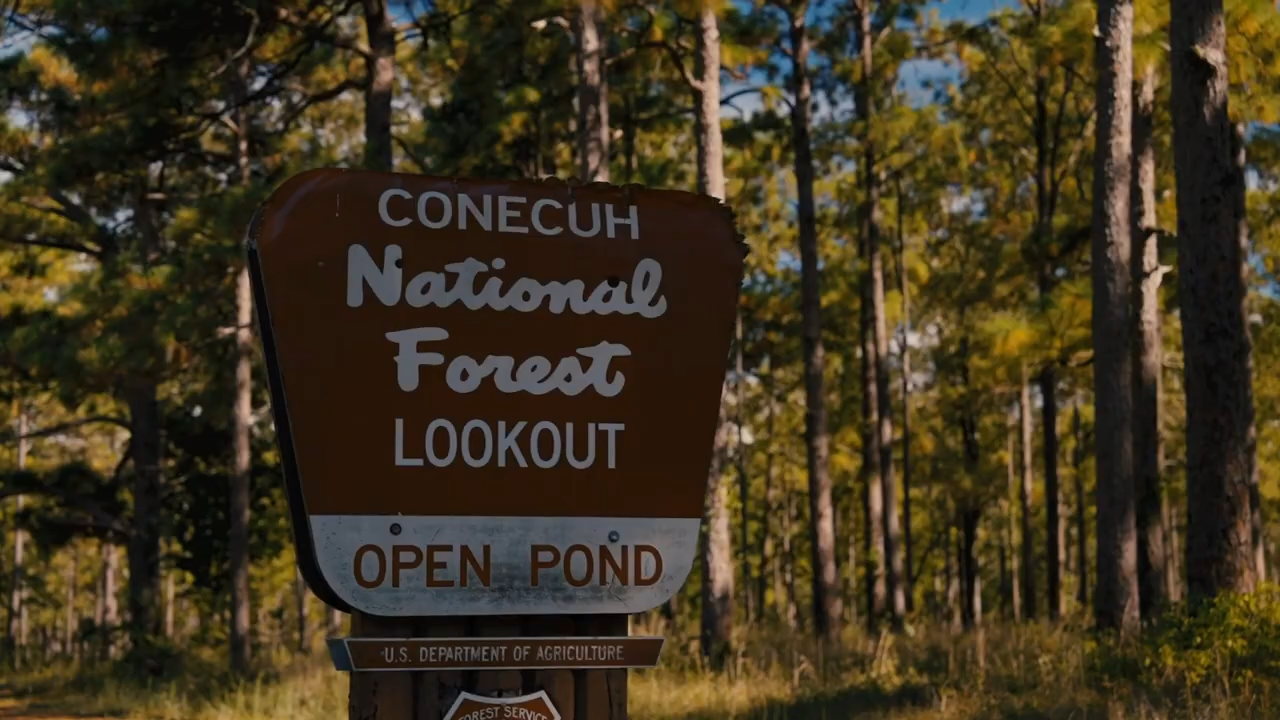 CONECUH
National
Forest
LOOKOUT
OPEN POND
U.S. DEPARTMENT OF AGRICULTURE
FOREST SERVICE